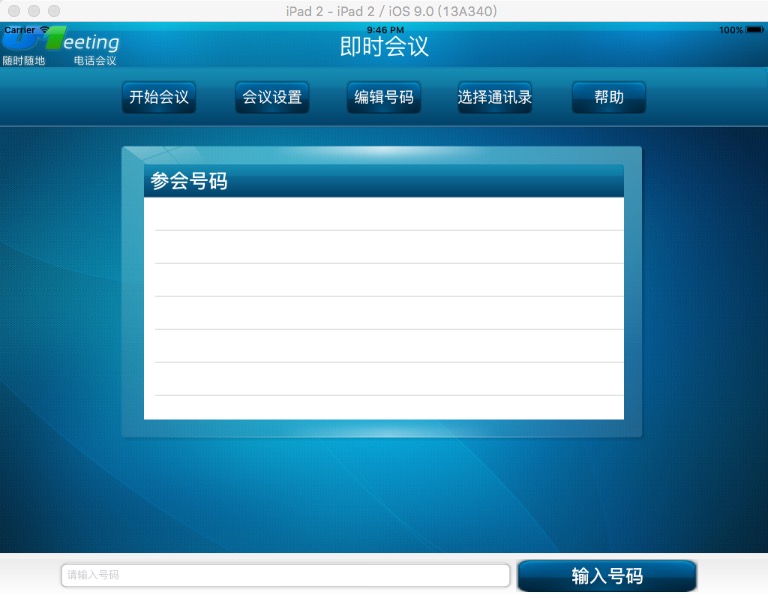 iPad 2 - iPad 2 / iOS 9.0 (13A340)
Carrier 9:46 PM 100%
eeting
随时随地 电话会议
即时会议
开始会议 会议设置 编辑号码 选择通讯录 帮助
参会号码
请输入号码 输入号码